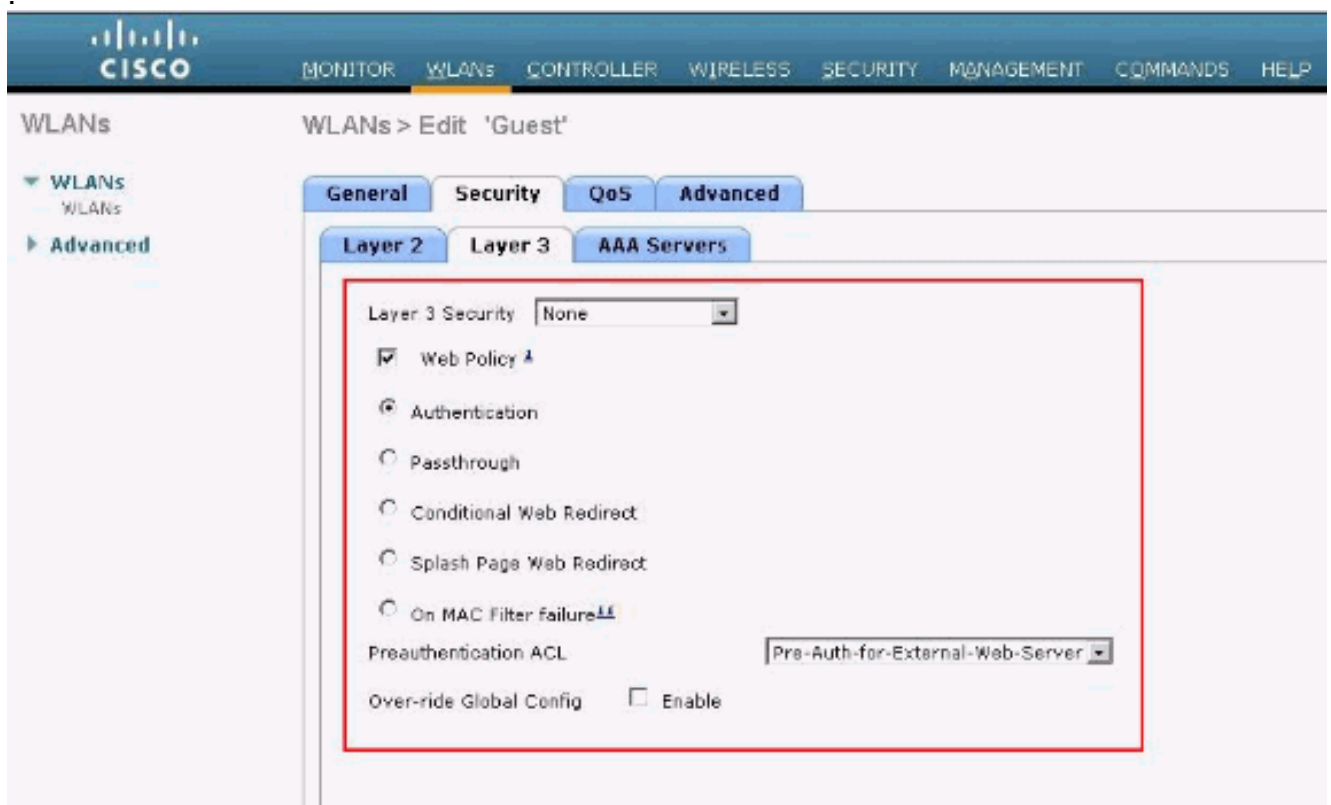 .
CISCO
MONITOR WLANs CONTROLLER WIRELESS SECURITY MANAGEMENT COMMANDS HELP
WLANs
WLANs > Edit 'Guest'
WLANs
WLANs
Advanced
General Security QoS Advanced
Layer 2 Layer 3 AAA Servers
Layer 3 Security None
Web Policy 1
Authentication
Passthrough
Conditional Web Redirect
Splash Page Web Redirect
On MAC Filter failure
Preauthentication ACL Pre-Auth-for-External-Web-Server
Over-ride Global Config Enable